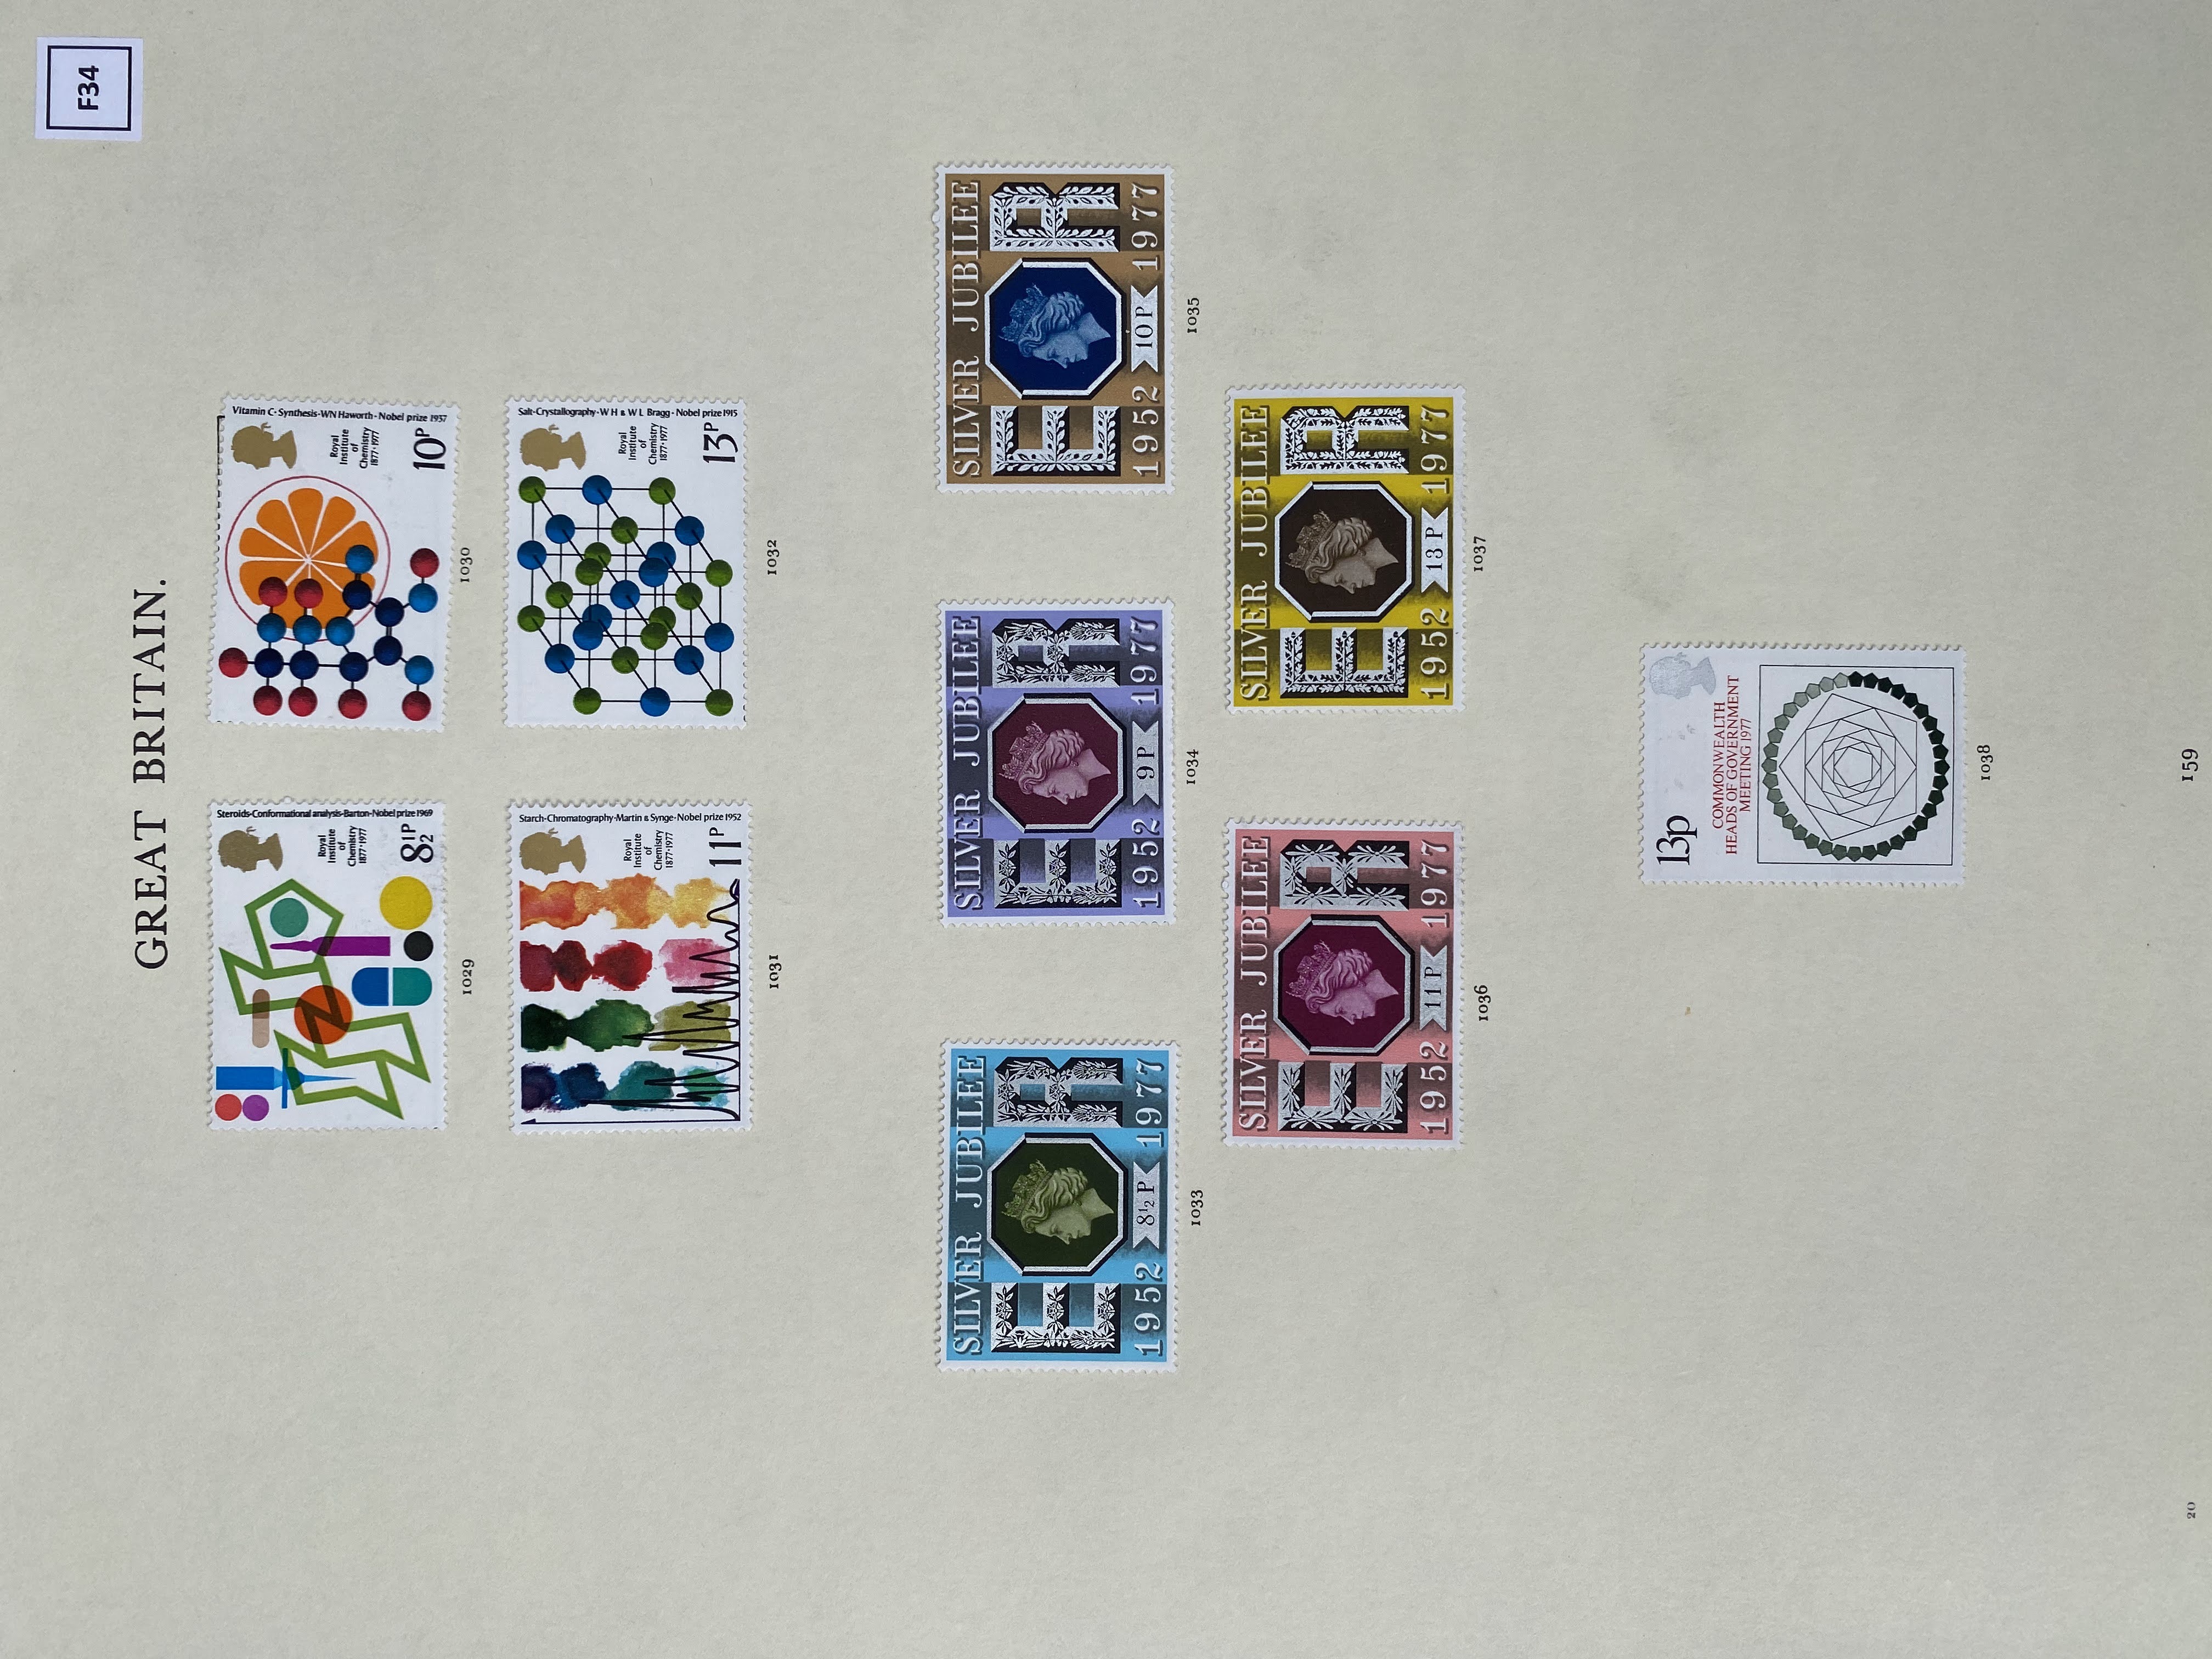 F34
GREAT BRITAIN.
Steroids·Conformational analysis·Barton·Nobel prize 1969
Royal
Institute
of
Chemistry
1877·1977
8½P
1029
Vitamin C·Synthesis·WN Haworth·Nobel prize 1937
Royal
Institute
of
Chemistry
1877·1977
10P
1030
Starch·Chromatography·Martin & Synge·Nobel prize 1952
Royal
Institute
of
Chemistry
1877·1977
11P
1031
Salt·Crystallography·WH & WL Bragg·Nobel prize 1915
Royal
Institute
of
Chemistry
1877·1977
13P
1032
SILVER JUBILEE
E R
1952 8½P 1977
1033
SILVER JUBILEE
E R
1952 9P 1977
1034
SILVER JUBILEE
E R
1952 10P 1977
1035
SILVER JUBILEE
E R
1952 11P 1977
1036
SILVER JUBILEE
E R
1952 13P 1977
1037
13p
COMMONWEALTH
HEADS OF GOVERNMENT
MEETING 1977
1038
20
159